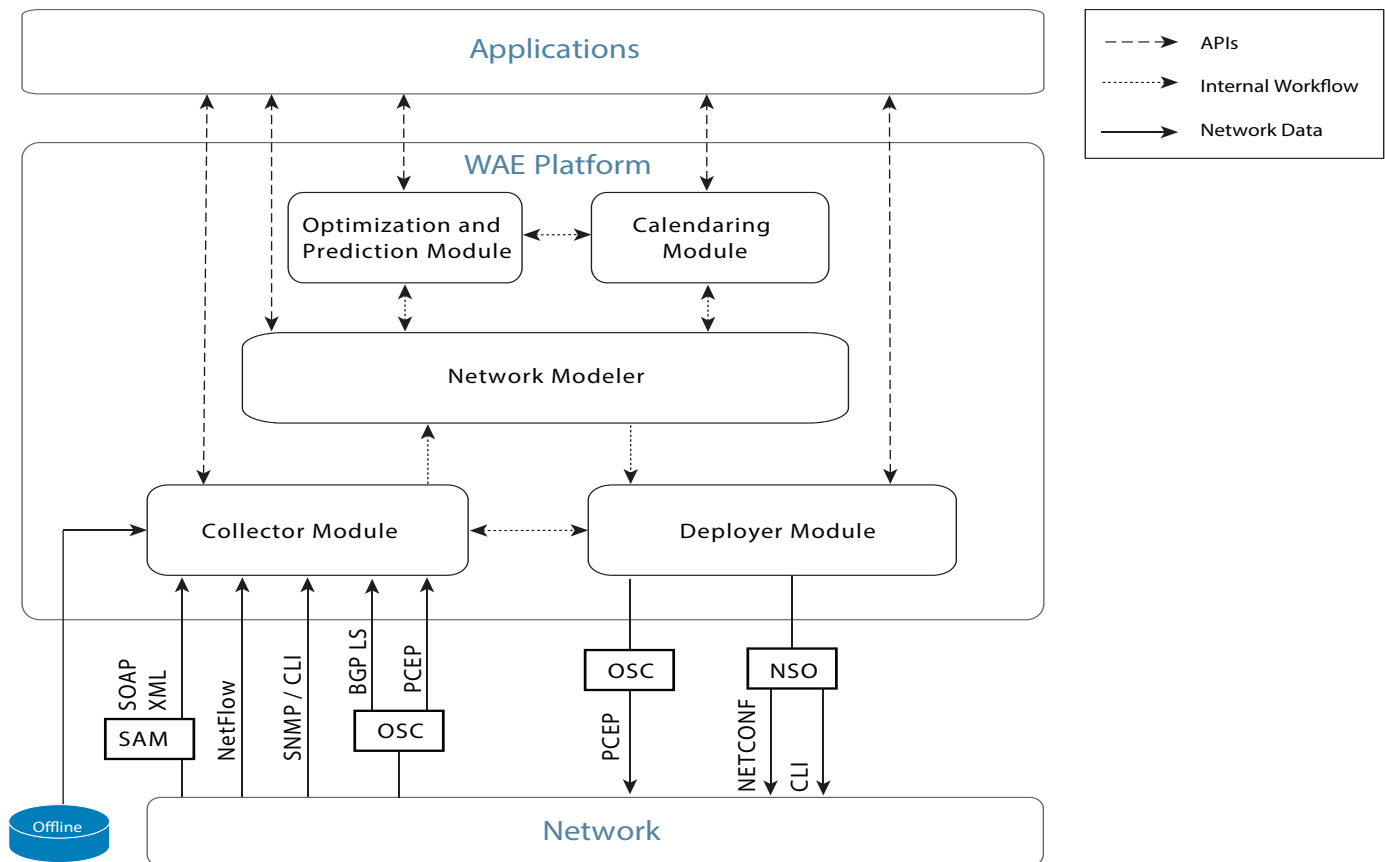 Applications
APIs
Internal Workflow
Network Data
WAE Platform
Optimization and
Prediction Module
Calendaring
Module
Network Modeler
Collector Module
Deployer Module
SOAP
XML
NetFlow
SNMP / CLI
BGP LS
PCEP
SAM
OSC
OSC
NSO
PCEP
NETCONF
CLI
Offline
Network